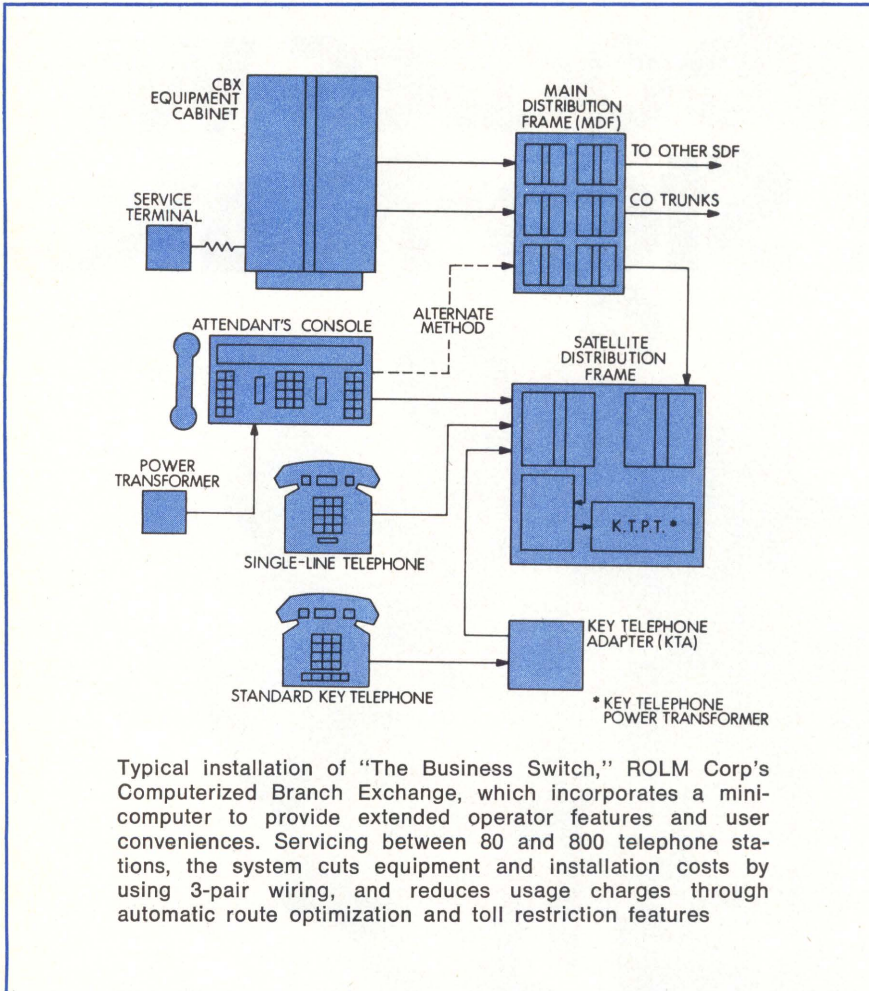 CBX
EQUIPMENT
CABINET
MAIN
DISTRIBUTION
FRAME (MDF)
TO OTHER SDF
CO TRUNKS
SERVICE
TERMINAL
ALTERNATE
METHOD
ATTENDANT'S CONSOLE
SATELLITE
DISTRIBUTION
FRAME
POWER
TRANSFORMER
K.T.P.T. *
SINGLE-LINE TELEPHONE
KEY TELEPHONE
ADAPTER (KTA)
STANDARD KEY TELEPHONE
* KEY TELEPHONE
POWER TRANSFORMER
Typical installation of "The Business Switch," ROLM Corp's
Computerized Branch Exchange, which incorporates a mini-
computer to provide extended operator features and user
conveniences. Servicing between 80 and 800 telephone sta-
tions, the system cuts equipment and installation costs by
using 3-pair wiring, and reduces usage charges through
automatic route optimization and toll restriction features